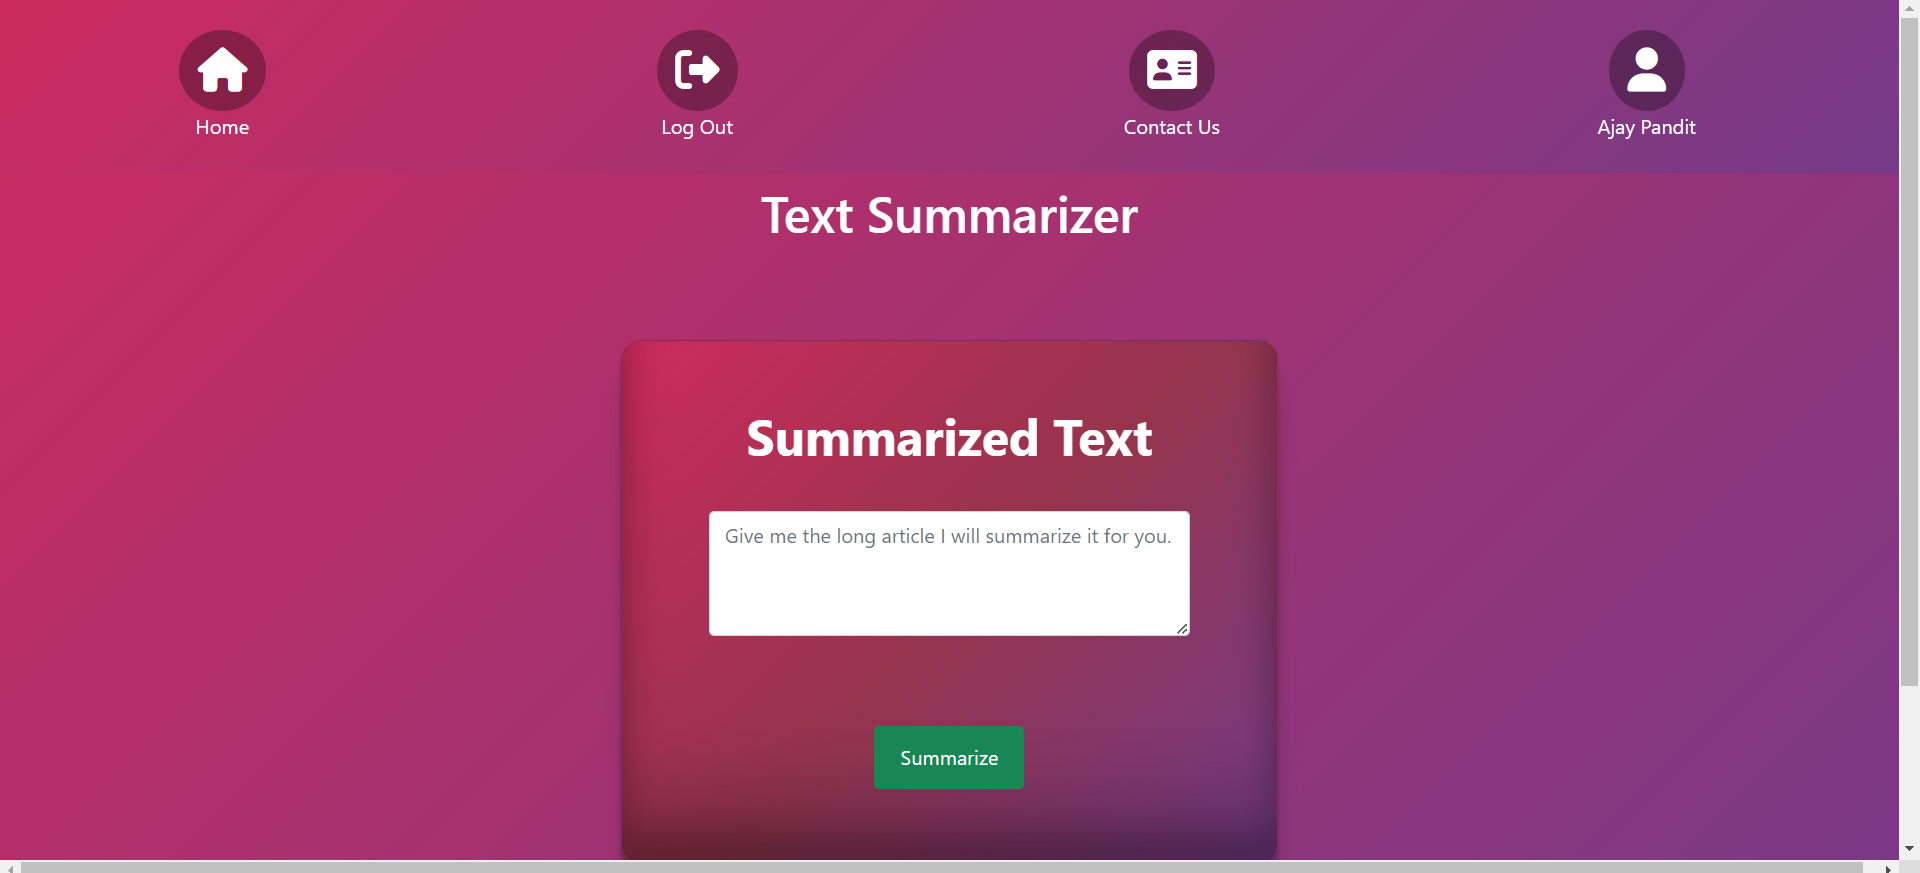 Home
Log Out
Contact Us
Ajay Pandit
Text Summarizer
Summarized Text
Give me the long article I will summarize it for you.
Summarize